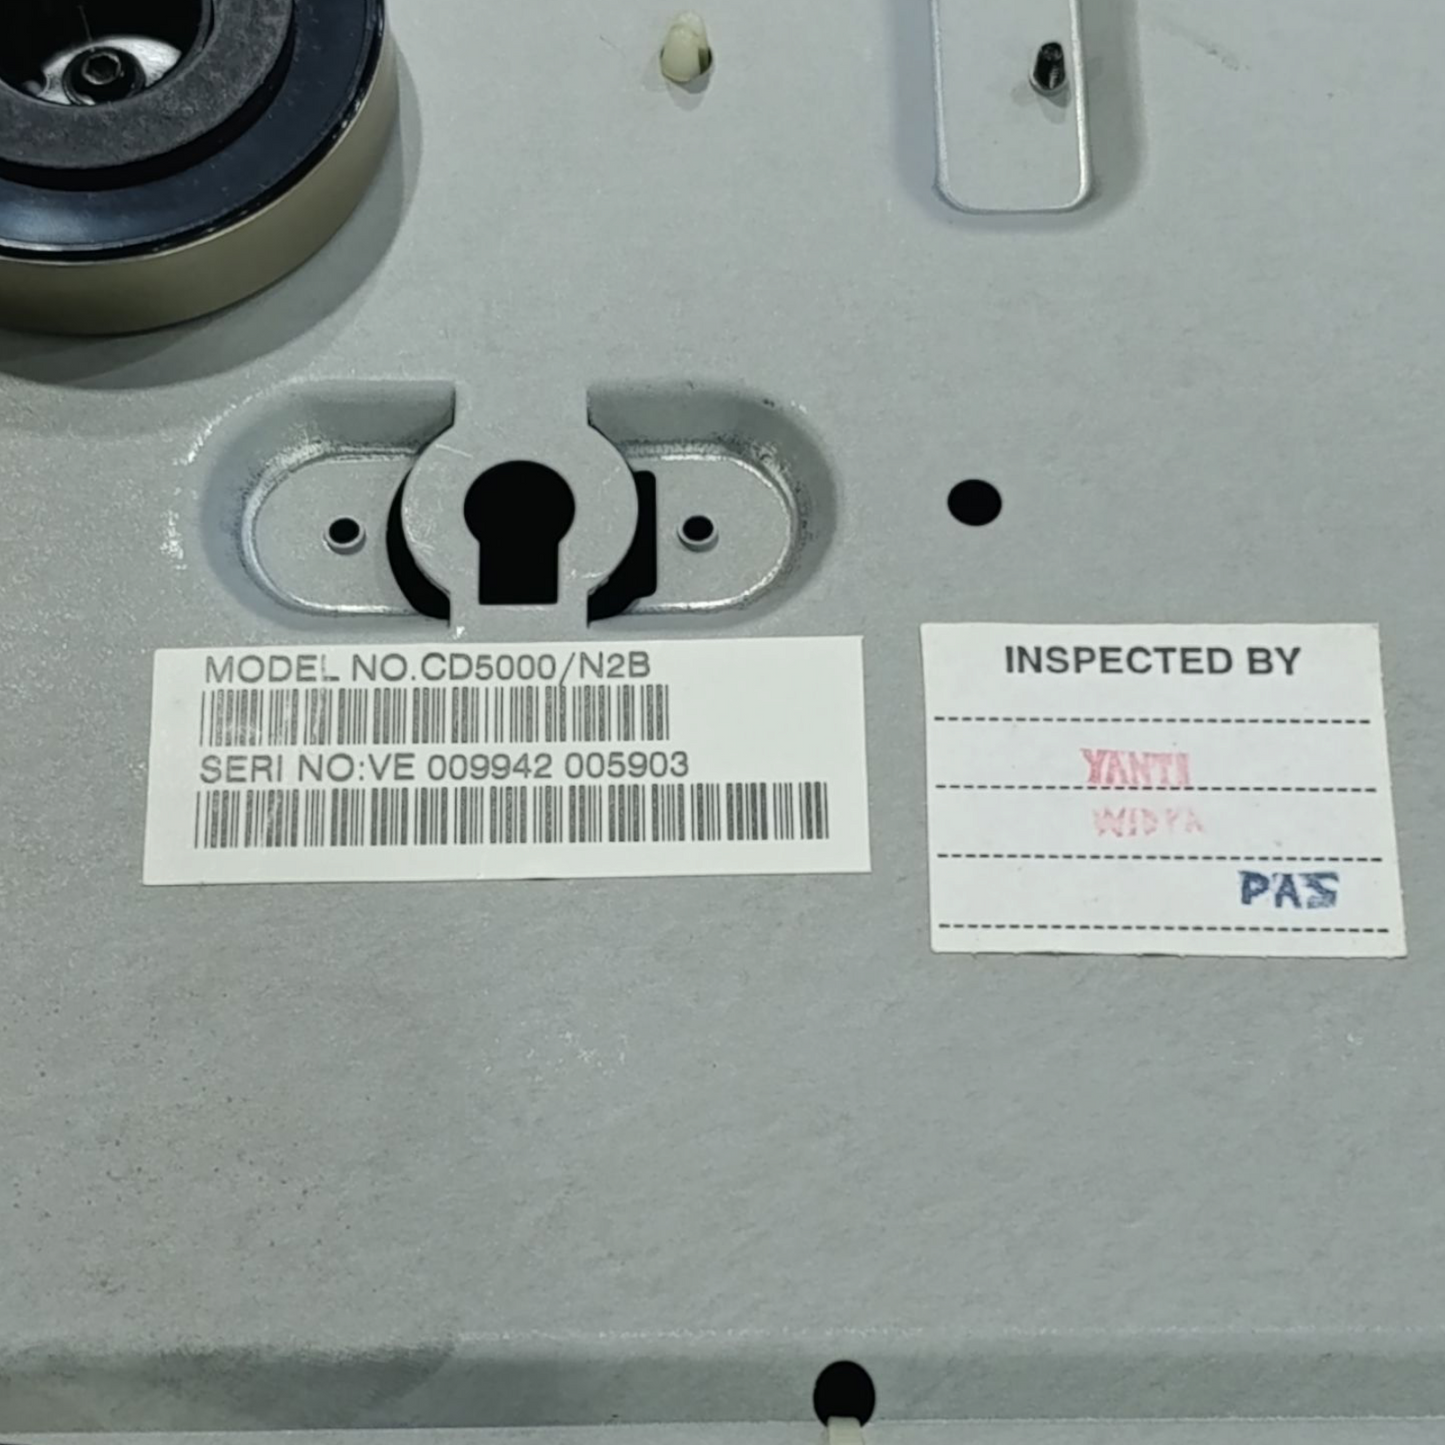 MODEL NO.CD5000/N2B
SERI NO:VE 009942 005903
INSPECTED BY
YANTI
WIDYA
PAS